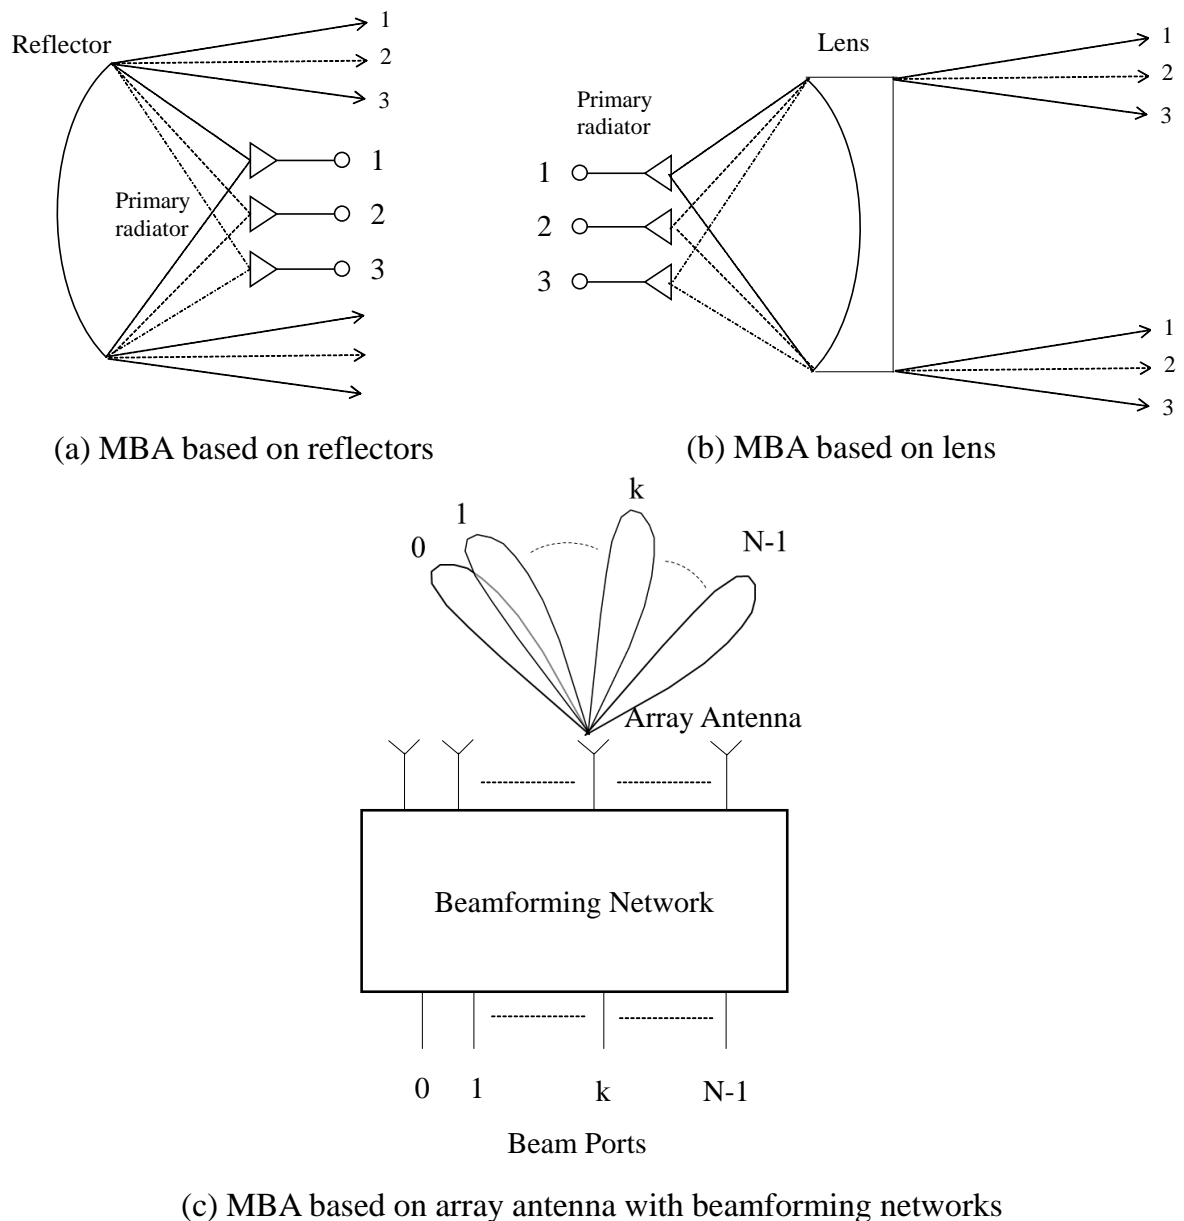 Reflector
1
2
3
Primary
radiator
1
2
3
(a) MBA based on reflectors
Lens
Primary
radiator
1
2
3
1
2
3
1
2
3
(b) MBA based on lens
0
1
k
N-1
Array Antenna
Beamforming Network
0
1
k
N-1
Beam Ports
(c) MBA based on array antenna with beamforming networks